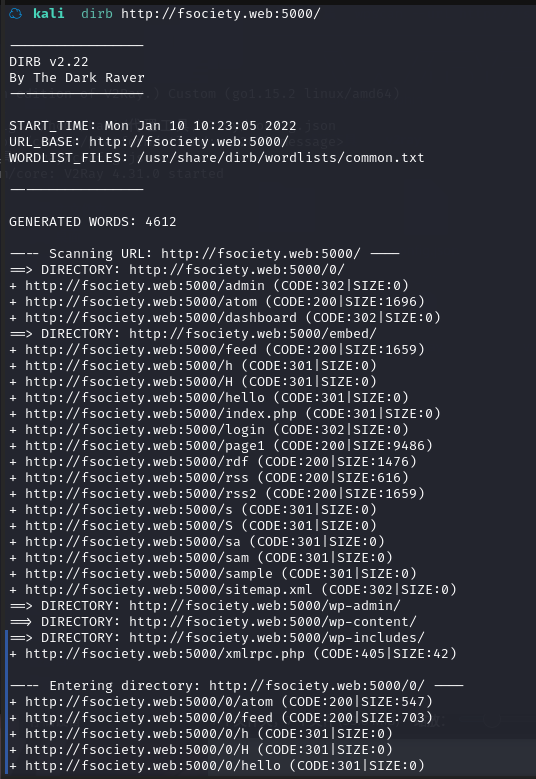 kali dirb http://fsociety.web:5000/
-----------------
DIRB v2.22
By The Dark Raver
-----------------
START_TIME: Mon Jan 10 10:23:05 2022
URL_BASE: http://fsociety.web:5000/
WORDLIST_FILES: /usr/share/dirb/wordlists/common.txt
-----------------
GENERATED WORDS: 4612
---- Scanning URL: http://fsociety.web:5000/ ----
==> DIRECTORY: http://fsociety.web:5000/0/
+ http://fsociety.web:5000/admin (CODE:302|SIZE:0)
+ http://fsociety.web:5000/atom (CODE:200|SIZE:1696)
+ http://fsociety.web:5000/dashboard (CODE:302|SIZE:0)
==> DIRECTORY: http://fsociety.web:5000/embed/
+ http://fsociety.web:5000/feed (CODE:200|SIZE:1659)
+ http://fsociety.web:5000/h (CODE:301|SIZE:0)
+ http://fsociety.web:5000/H (CODE:301|SIZE:0)
+ http://fsociety.web:5000/hello (CODE:301|SIZE:0)
+ http://fsociety.web:5000/index.php (CODE:301|SIZE:0)
+ http://fsociety.web:5000/login (CODE:302|SIZE:0)
+ http://fsociety.web:5000/page1 (CODE:200|SIZE:9486)
+ http://fsociety.web:5000/rdf (CODE:200|SIZE:1476)
+ http://fsociety.web:5000/rss (CODE:200|SIZE:616)
+ http://fsociety.web:5000/rss2 (CODE:200|SIZE:1659)
+ http://fsociety.web:5000/s (CODE:301|SIZE:0)
+ http://fsociety.web:5000/S (CODE:301|SIZE:0)
+ http://fsociety.web:5000/sa (CODE:301|SIZE:0)
+ http://fsociety.web:5000/sam (CODE:301|SIZE:0)
+ http://fsociety.web:5000/sample (CODE:301|SIZE:0)
+ http://fsociety.web:5000/sitemap.xml (CODE:302|SIZE:0)
==> DIRECTORY: http://fsociety.web:5000/wp-admin/
==> DIRECTORY: http://fsociety.web:5000/wp-content/
==> DIRECTORY: http://fsociety.web:5000/wp-includes/
+ http://fsociety.web:5000/xmlrpc.php (CODE:405|SIZE:42)
---- Entering directory: http://fsociety.web:5000/0/ ----
+ http://fsociety.web:5000/0/atom (CODE:200|SIZE:547)
+ http://fsociety.web:5000/0/feed (CODE:200|SIZE:703)
+ http://fsociety.web:5000/0/h (CODE:301|SIZE:0)
+ http://fsociety.web:5000/0/H (CODE:301|SIZE:0)
+ http://fsociety.web:5000/0/hello (CODE:301|SIZE:0)